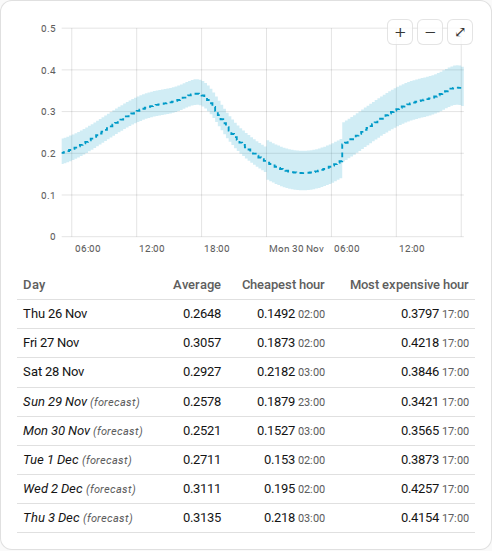 0.5
0.4
0.3
0.2
0.1
0
06:00 12:00 18:00 Mon 30 Nov 06:00 12:00
Day Average Cheapest hour Most expensive hour
Thu 26 Nov 0.2648 0.1492 02:00 0.3797 17:00
Fri 27 Nov 0.3057 0.1873 02:00 0.4218 17:00
Sat 28 Nov 0.2927 0.2182 03:00 0.3846 17:00
Sun 29 Nov (forecast) 0.2578 0.1879 23:00 0.3421 17:00
Mon 30 Nov (forecast) 0.2521 0.1527 03:00 0.3565 17:00
Tue 1 Dec (forecast) 0.2711 0.153 02:00 0.3873 17:00
Wed 2 Dec (forecast) 0.3111 0.195 02:00 0.4257 17:00
Thu 3 Dec (forecast) 0.3135 0.218 03:00 0.4154 17:00